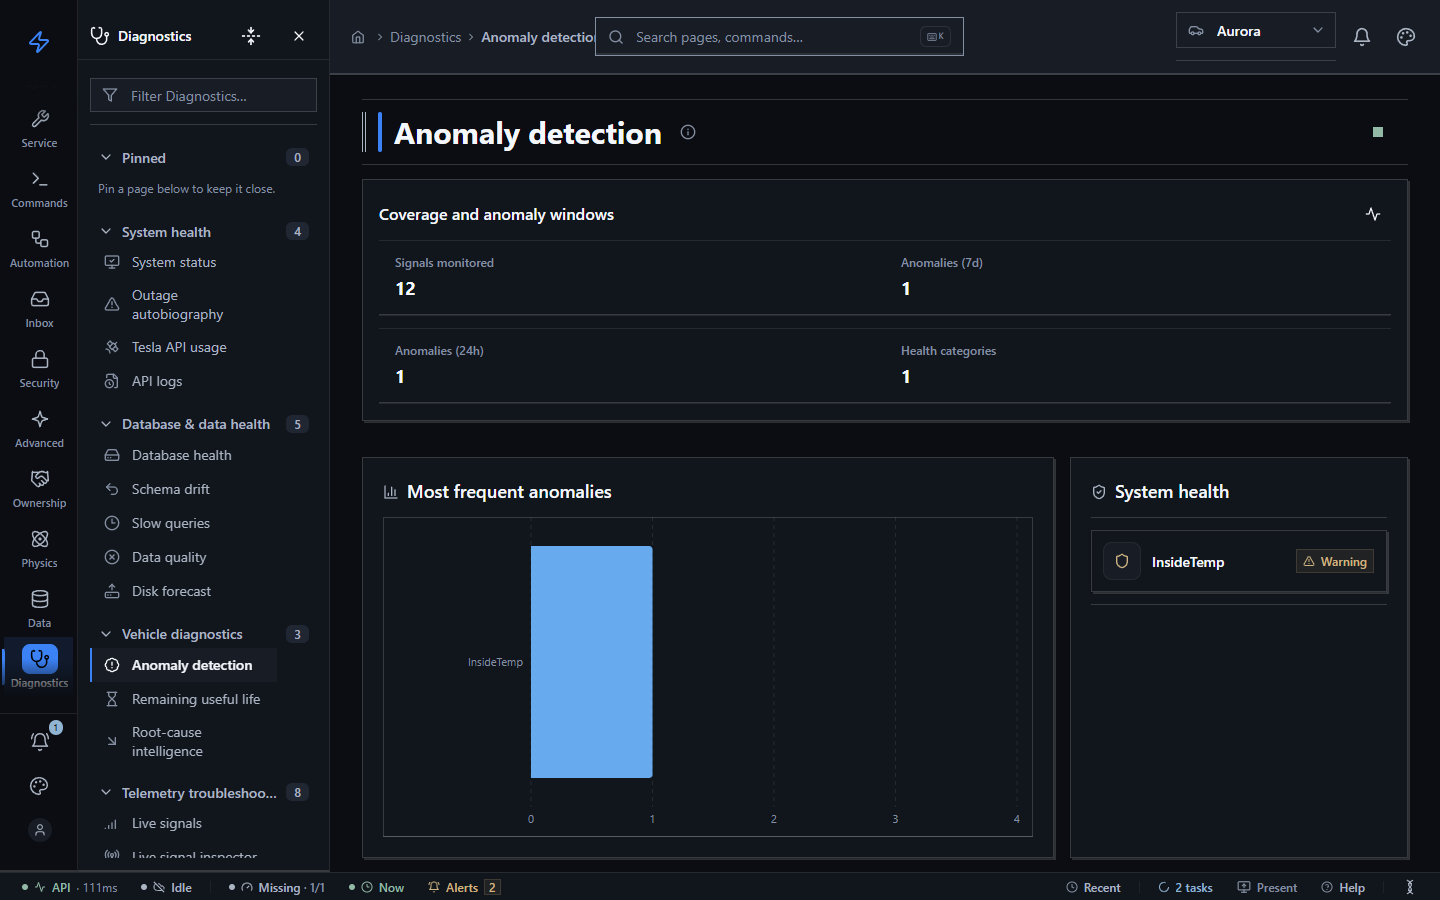 Service
Commands
Automation
Inbox
Security
Advanced
Ownership
Physics
Data
Diagnostics
1
Diagnostics
Filter Diagnostics...
Pinned 0
Pin a page below to keep it close.
System health 4
System status
Outage
autobiography
Tesla API usage
API logs
Database & data health 5
Database health
Schema drift
Slow queries
Data quality
Disk forecast
Vehicle diagnostics 3
Anomaly detection
Remaining useful life
Root-cause
intelligence
Telemetry troubleshoo... 8
Live signals
Live signal inspector
Diagnostics
Anomaly detection
Search pages, commands...
K
Aurora
Anomaly detection
Coverage and anomaly windows
Signals monitored
12
Anomalies (7d)
1
Anomalies (24h)
1
Health categories
1
Most frequent anomalies
InsideTemp
0 1 2 3 4
System health
InsideTemp
Warning
API · 111ms
Idle
Missing · 1/1
Now
Alerts 2
Recent
2 tasks
Present
Help